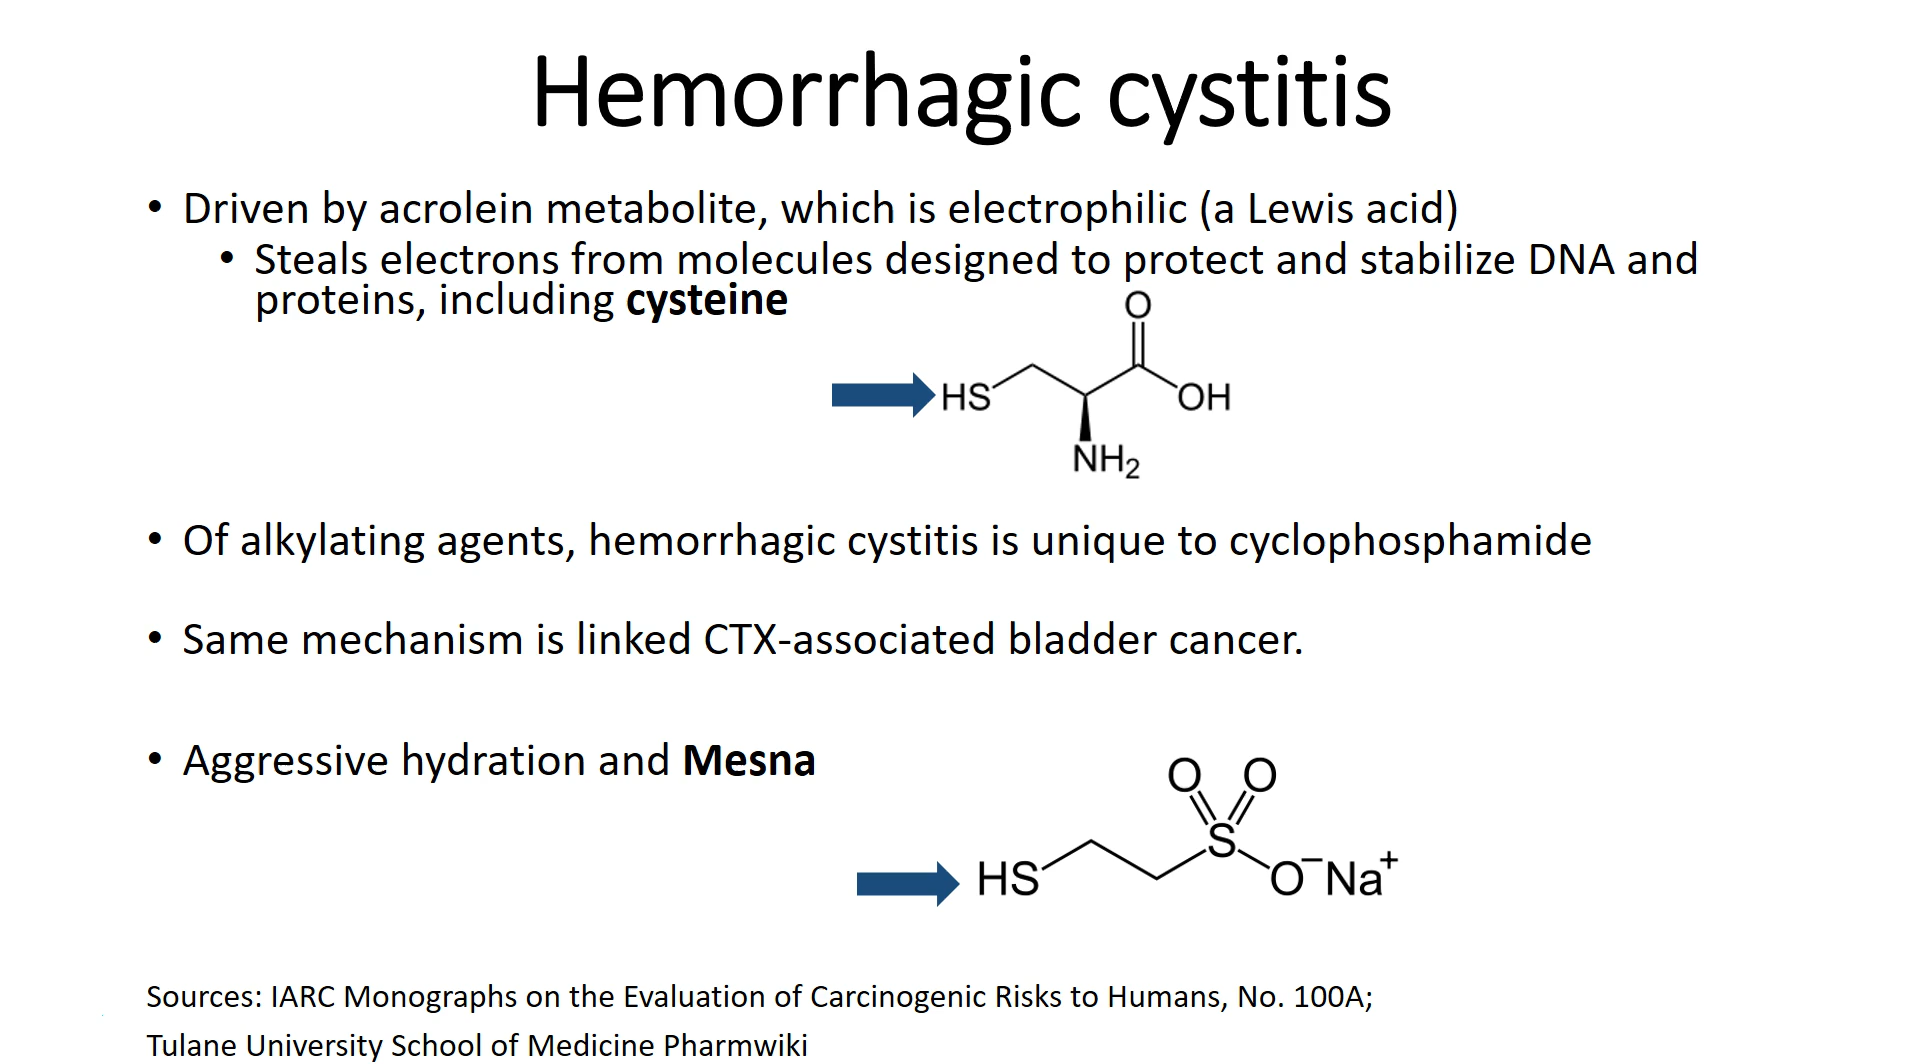 Hemorrhagic cystitis
• Driven by acrolein metabolite, which is electrophilic (a Lewis acid)
• Steals electrons from molecules designed to protect and stabilize DNA and
proteins, including cysteine
O
HS
OH
NH₂
• Of alkylating agents, hemorrhagic cystitis is unique to cyclophosphamide
• Same mechanism is linked CTX-associated bladder cancer.
• Aggressive hydration and Mesna
O O
S
HS
O⁻Na⁺
Sources: IARC Monographs on the Evaluation of Carcinogenic Risks to Humans, No. 100A;
Tulane University School of Medicine Pharmwiki